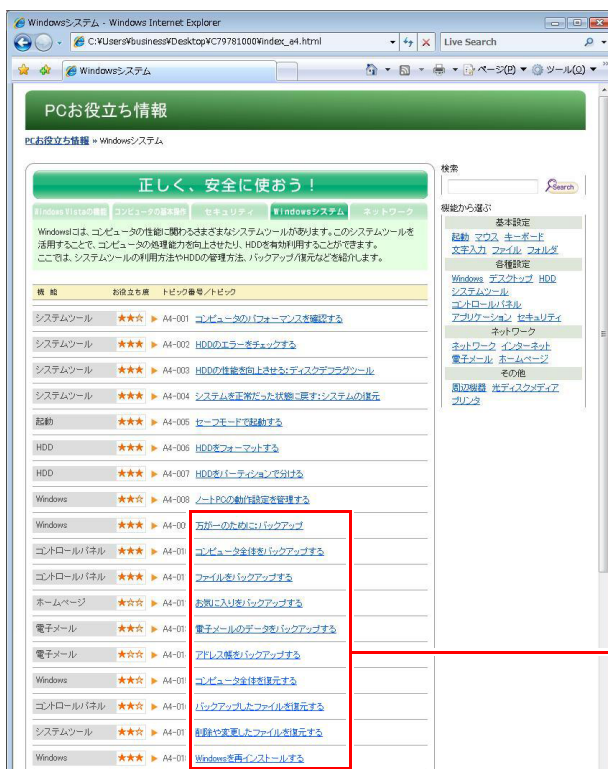 Windowsシステム - Windows Internet Explorer
C:¥Users¥business¥Desktop¥C79781000¥index_a4.html
Live Search
Windowsシステム
ページ(P)
ツール(O)
PCお役立ち情報
PCお役立ち情報 » Windowsシステム
正しく、安全に使おう！
Windows Vistaの機能 コンピュータの基本操作 セキュリティ Windowsシステム ネットワーク
Windowsには、コンピュータの性能に関わるさまざまなシステムツールがあります。このシステムツールを
活用することで、コンピュータの処理能力を向上させたり、HDDを有効利用することができます。
ここでは、システムツールの利用方法やHDDの管理方法、バックアップ/復元などを紹介します。
機 能 お役立ち度 トピック番号/トピック
システムツール ★★☆ A4-001 コンピュータのパフォーマンスを確認する
システムツール ★★★ A4-002 HDDのエラーをチェックする
システムツール ★★★ A4-003 HDDの性能を向上させる：ディスクデフラグツール
システムツール ★★☆ A4-004 システムを正常だった状態に戻す：システムの復元
起動 ★★★ A4-005 セーフモードで起動する
HDD ★★★ A4-006 HDDをフォーマットする
HDD ★★★ A4-007 HDDをパーティションで分ける
Windows ★★☆ A4-008 ノートPCの動作設定を管理する
Windows ★★★ A4-00 万が一のために：バックアップ
コントロールパネル ★★★ A4-01 コンピュータ全体をバックアップする
コントロールパネル ★★★ A4-01 ファイルをバックアップする
ホームページ ★☆☆ A4-01 お気に入りをバックアップする
電子メール ★★☆ A4-01 電子メールのデータをバックアップする
電子メール ★☆☆ A4-01 アドレス帳をバックアップする
Windows ★★☆ A4-01 コンピュータ全体を復元する
コントロールパネル ★★☆ A4-01 バックアップしたファイルを復元する
システムツール ★★☆ A4-01 削除や変更したファイルを復元する
Windows ★★★ A4-01 Windowsを再インストールする
検索
Search
機能から選ぶ
基本設定
起動 マウス キーボード
文字入力 ファイル フォルダ
各種設定
Windows デスクトップ HDD
システムツール
コントロールパネル
アプリケーション セキュリティ
ネットワーク
ネットワーク インターネット
電子メール ホームページ
その他
周辺機器 光ディスクメディア
プリンタ